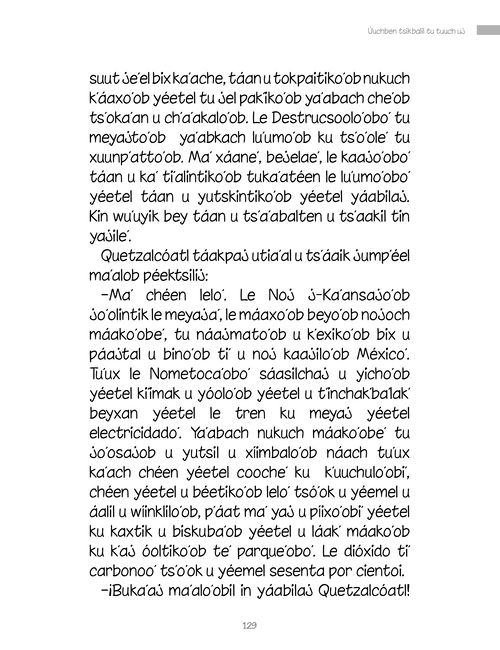 Úuchben tsikbalil tu tuuch uj
suut je'el bix ka'ache, táan u tokpaitiko'ob nukuch
k'áaxo'ob yéetel tu jel pak'iko'ob ya'abach che'ob
ts'oka'an u ch'a'akalo'ob. Le Destrucsoolo'obo' tu
meyajto'ob ya'abkach lu'umo'ob ku ts'o'ole' tu
xuunp'atto'ob. Ma' xáane', bejelae', le kaajo'obo'
táan u ka' ti'alintiko'ob tuka'atéen le lu'umo'obo'
yéetel táan u yutskíntiko'ob yéetel yáabilaj.
Kin wu'uyik bey táan u ts'a'abalten u ts'aakil tin
yajile'.
Quetzalcóatl táakpaj utia'al u ts'áaik jump'éel
ma'alob péektsilij:
–Ma' chéen lelo'. Le Noj j-Ka'ansajo'ob
jo'olintik le meyaja', le máaxo'ob beyo'ob nojoch
máako'obe', tu náajmato'ob u k'exiko'ob bix u
páajtal u bino'ob ti' u noj kaajilo'ob México'.
Tu'ux le Nometoca'obo' sáasilchaj u yicho'ob
yéetel kiimak u yóolo'ob yéetel u t'inchak'ba'lak'
beyxan yéetel le tren ku meyaj yéetel
electricidado'. Ya'abach nukuch máako'obe' tu
jo'osajob u yutsil u xíimbalo'ob náach tu'ux
ka'ach chéen yéetel cooche' ku k'uuchulo'obi',
chéen yéetel u béetiko'ob lelo' tsó'ok u yéemel u
áalil u wíinklilo'ob, p'áat ma' yaj u píixo'obi' yéetel
ku kaxtik u biskuba'ob yéetel u láak' máako'ob
ku k'aj óoltiko'ob te' parque'obo'. Le dióxido ti'
carbonoo' ts'o'ok u yéemel sesenta por cientoi.
–¡Buka'aj ma'alo'obil in yáabilaj Quetzalcóatl!
129